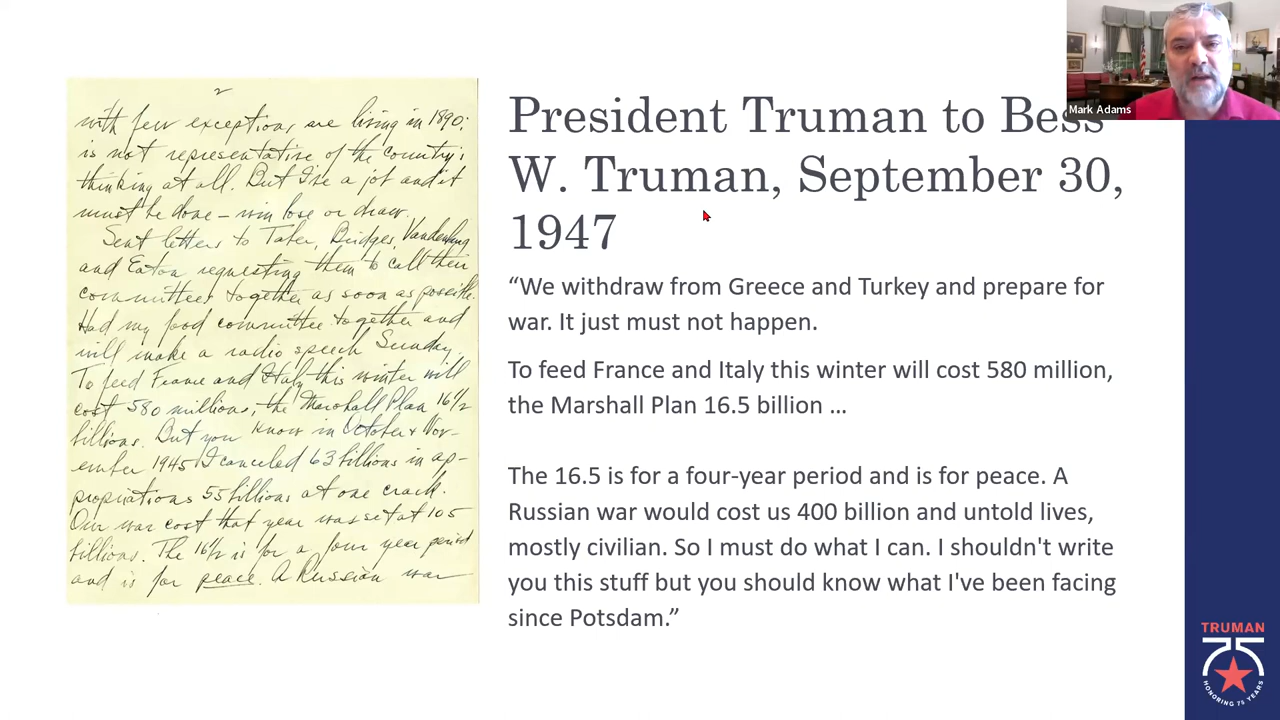 Mark Adams
President Truman to Bess
W. Truman, September 30,
1947
2
with few exceptions are living in 1890,
is not representative of the country's
thinking at all. But I've a job and it
must be done – win lose or draw.
Sent letters to Taber, Bridges, Vandenberg
and Eaton requesting them to call their
committees together as soon as possible.
Had my food committee together and
will make a radio speech Sunday.
To feed France and Italy this winter will
cost 580 millions, the Marshall Plan 16 1/2
billions. But you know in October & Nov-
ember 1945 I canceled 63 billions in ap-
propriations 55 billions at one crack.
Our war cost that year was set at 105
billions. The 16 1/2 is for a four year period
and is for peace. A Russian war
“We withdraw from Greece and Turkey and prepare for
war. It just must not happen.
To feed France and Italy this winter will cost 580 million,
the Marshall Plan 16.5 billion ...
The 16.5 is for a four-year period and is for peace. A
Russian war would cost us 400 billion and untold lives,
mostly civilian. So I must do what I can. I shouldn't write
you this stuff but you should know what I've been facing
since Potsdam.”
TRUMAN
75
HONORING 75 YEARS